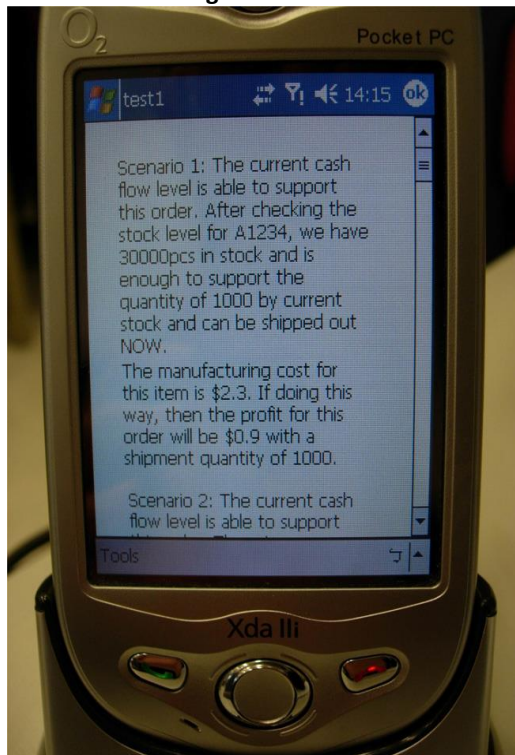 O2
Pocket PC
test1 14:15 ok
Scenario 1: The current cash
flow level is able to support
this order. After checking the
stock level for A1234, we have
30000pcs in stock and is
enough to support the
quantity of 1000 by current
stock and can be shipped out
NOW.
The manufacturing cost for
this item is $2.3. If doing this
way, then the profit for this
order will be $0.9 with a
shipment quantity of 1000.
Scenario 2: The current cash
flow level is able to support
Tools
Xda IIi